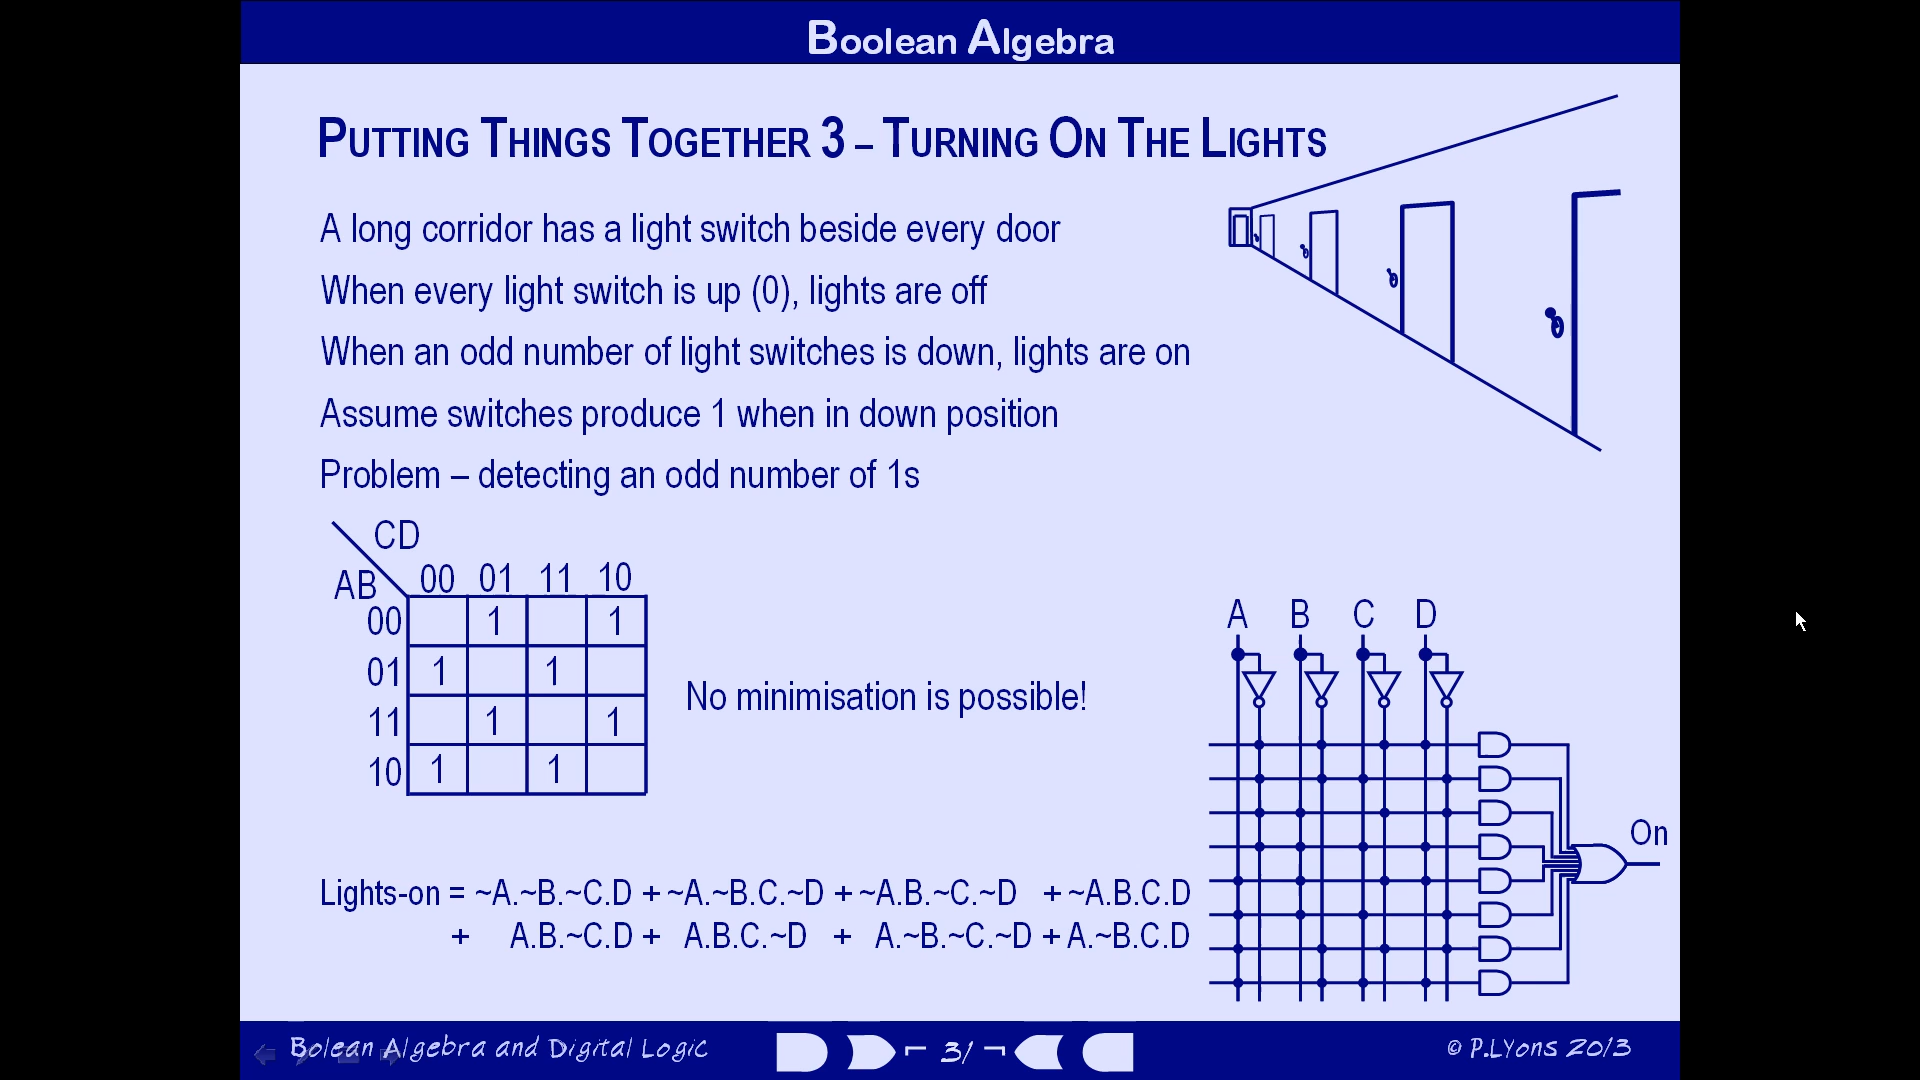 Boolean Algebra
Putting Things Together 3 – Turning On The Lights
A long corridor has a light switch beside every door
When every light switch is up (0), lights are off
When an odd number of light switches is down, lights are on
Assume switches produce 1 when in down position
Problem – detecting an odd number of 1s
CD
AB 00 01 11 10
00 1 1
01 1 1
11 1 1
10 1 1
No minimisation is possible!
A B C D
On
Lights-on = ~A.~B.~C.D + ~A.~B.C.~D + ~A.B.~C.~D + ~A.B.C.D
+ A.B.~C.D + A.B.C.~D + A.~B.~C.~D + A.~B.C.D
Bolean Algebra and Digital Logic
31
© P.Lyons 2013